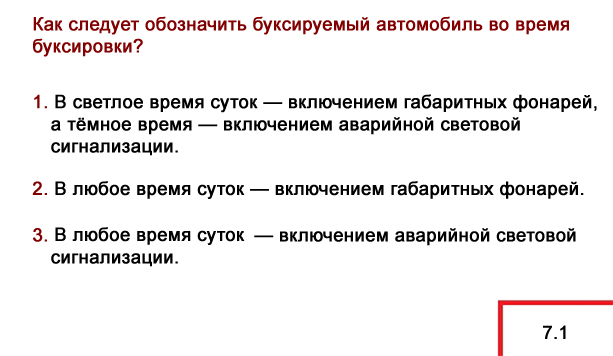 Как следует обозначить буксируемый автомобиль во время
буксировки?
1. В светлое время суток — включением габаритных фонарей,
а тёмное время — включением аварийной световой
сигнализации.
2. В любое время суток — включением габаритных фонарей.
3. В любое время суток — включением аварийной световой
сигнализации.
7.1